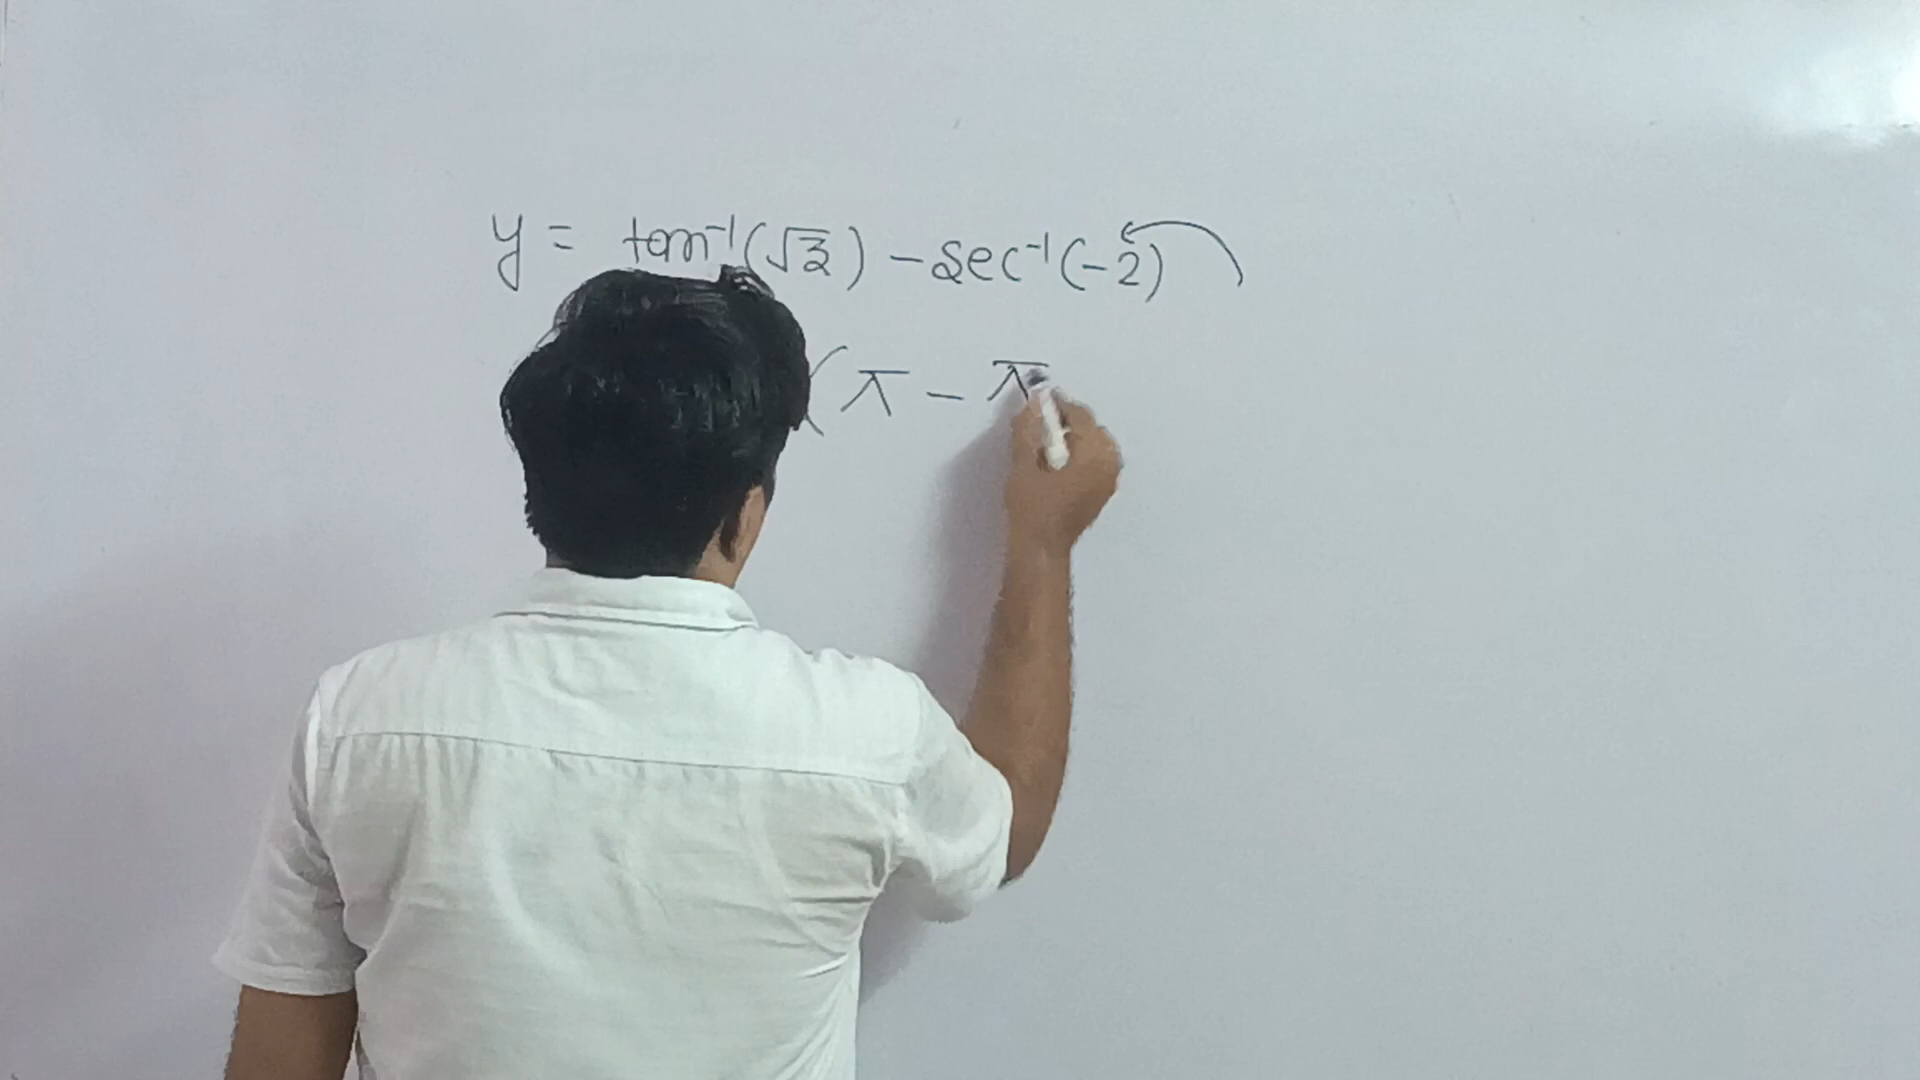 y = tan⁻¹(√3) - sec⁻¹(-2)
(π - π